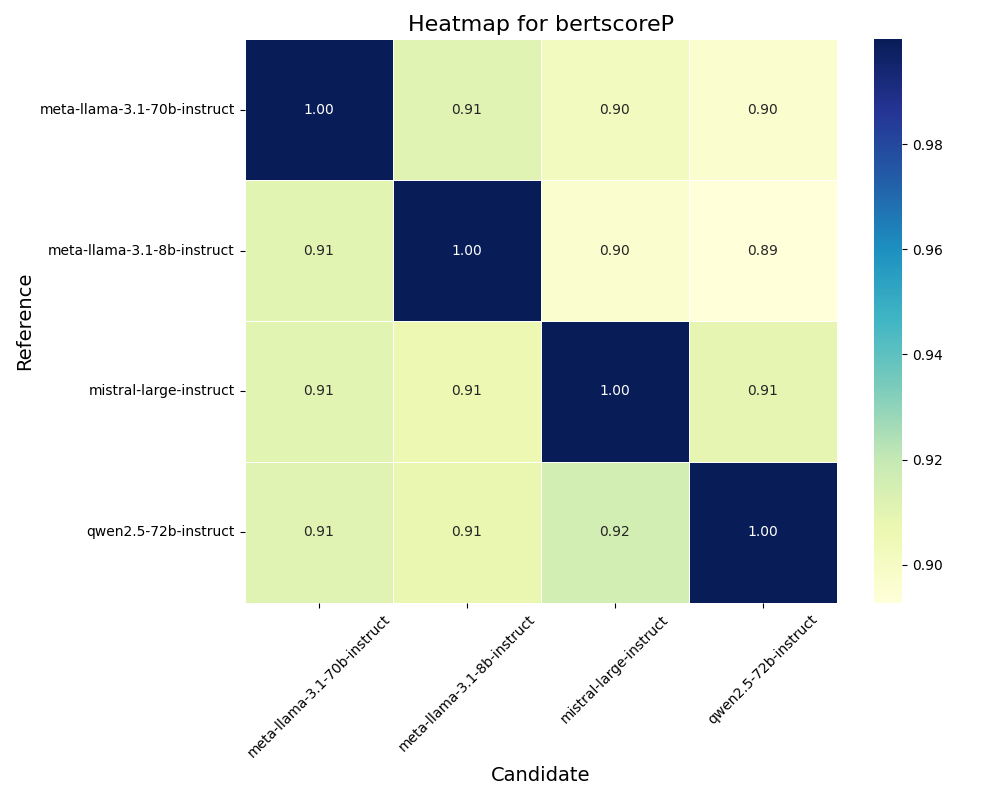 Heatmap for bertscoreP
meta-llama-3.1-70b-instruct 1.00 0.91 0.90 0.90
meta-llama-3.1-8b-instruct 0.91 1.00 0.90 0.89
mistral-large-instruct 0.91 0.91 1.00 0.91
qwen2.5-72b-instruct 0.91 0.91 0.92 1.00
Reference
meta-llama-3.1-70b-instruct
meta-llama-3.1-8b-instruct
mistral-large-instruct
qwen2.5-72b-instruct
Candidate
0.98
0.96
0.94
0.92
0.90